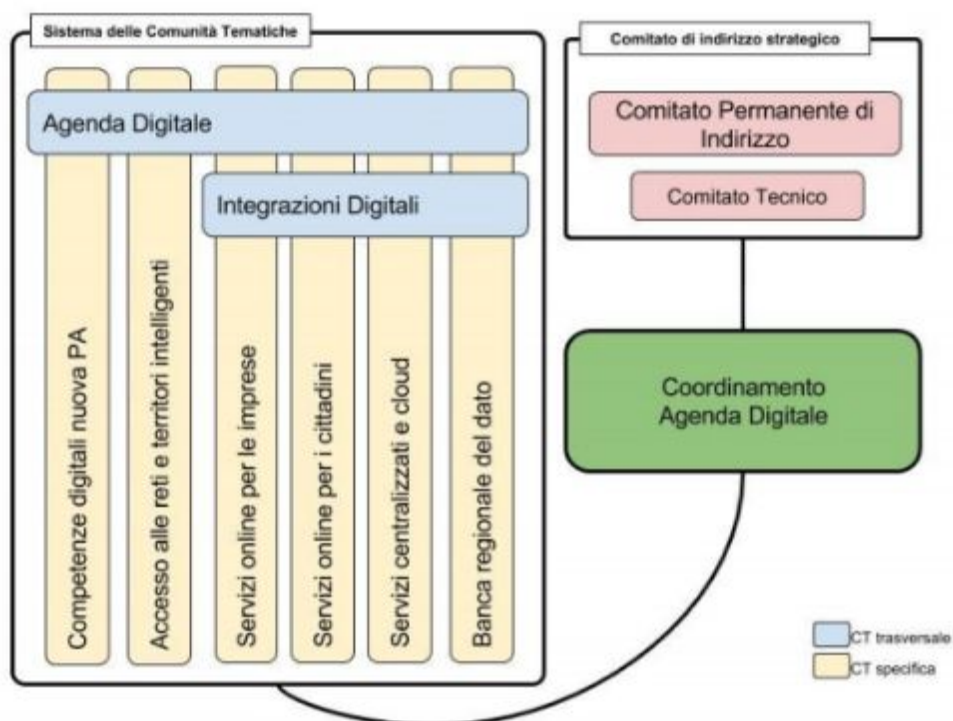 Sistema delle Comunità Tematiche
Agenda Digitale
Integrazioni Digitali
Competenze digitali nuova PA
Accesso alle reti e territori intelligenti
Servizi online per le imprese
Servizi online per i cittadini
Servizi centralizzati e cloud
Banca regionale del dato
Comitato di indirizzo strategico
Comitato Permanente di
Indirizzo
Comitato Tecnico
Coordinamento
Agenda Digitale
CT trasversale
CT specifica